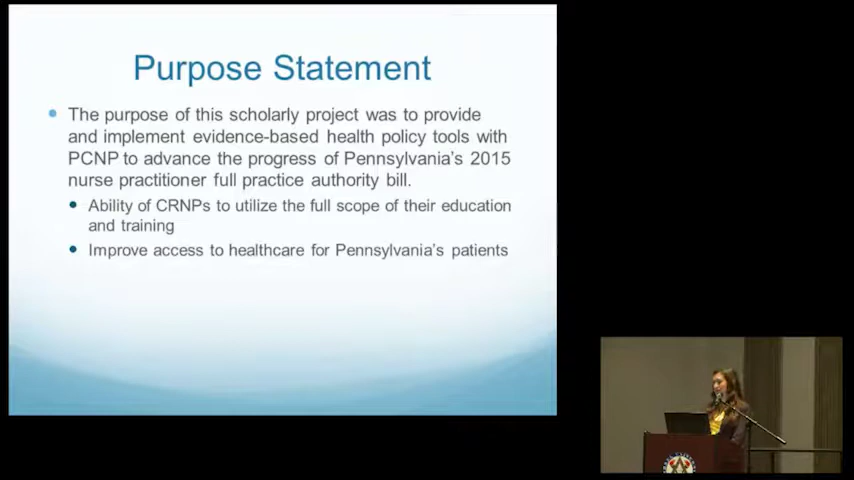 Purpose Statement
The purpose of this scholarly project was to provide
and implement evidence-based health policy tools with
PCNP to advance the progress of Pennsylvania's 2015
nurse practitioner full practice authority bill.
Ability of CRNPs to utilize the full scope of their education
and training
Improve access to healthcare for Pennsylvania's patients